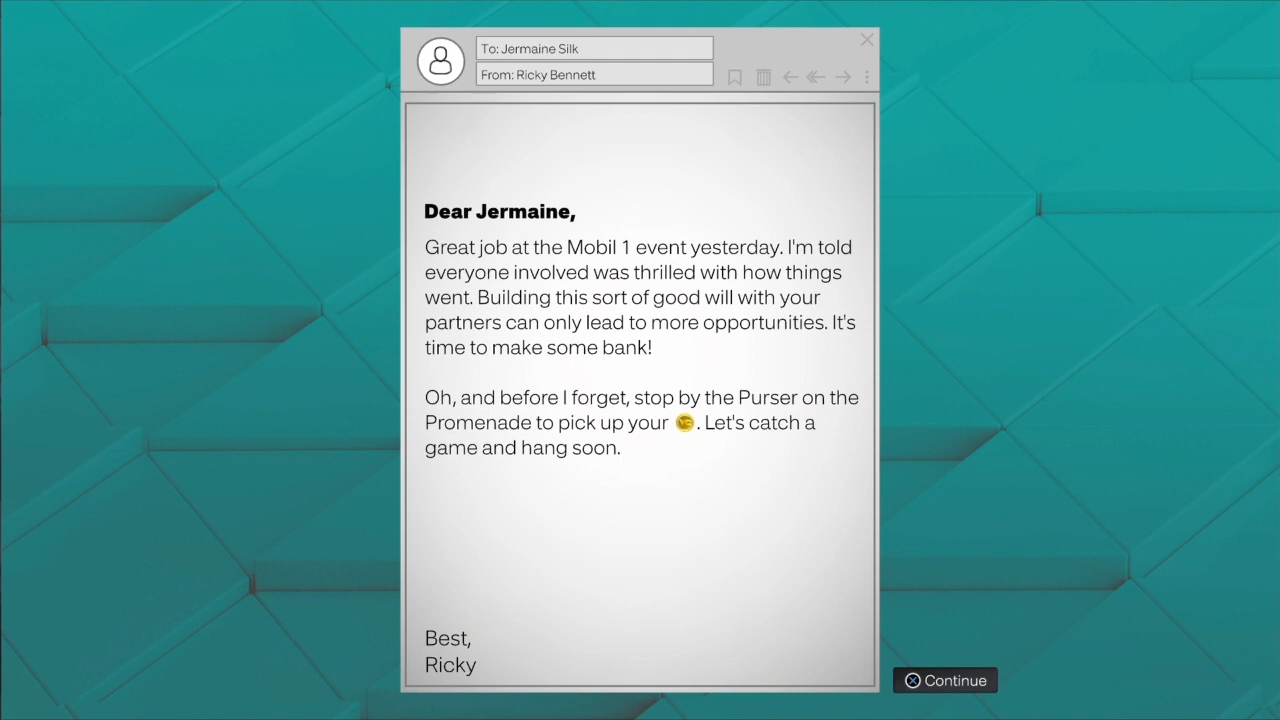 To: Jermaine Silk
From: Ricky Bennett
Dear Jermaine,
Great job at the Mobil 1 event yesterday. I'm told
everyone involved was thrilled with how things
went. Building this sort of good will with your
partners can only lead to more opportunities. It's
time to make some bank!
Oh, and before I forget, stop by the Purser on the
Promenade to pick up your VC. Let's catch a
game and hang soon.
Best,
Ricky
Continue